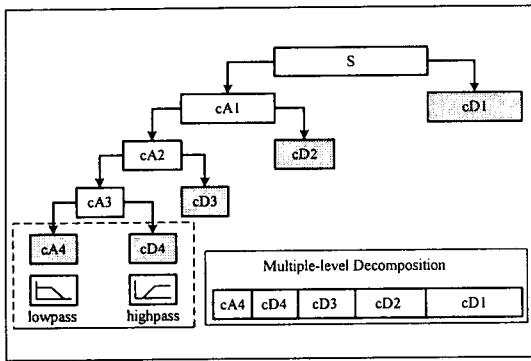 S
cA1
cD1
cA2
cD2
cA3
cD3
cA4
cD4
lowpass
highpass
Multiple-level Decomposition
cA4 cD4 cD3 cD2 cD1